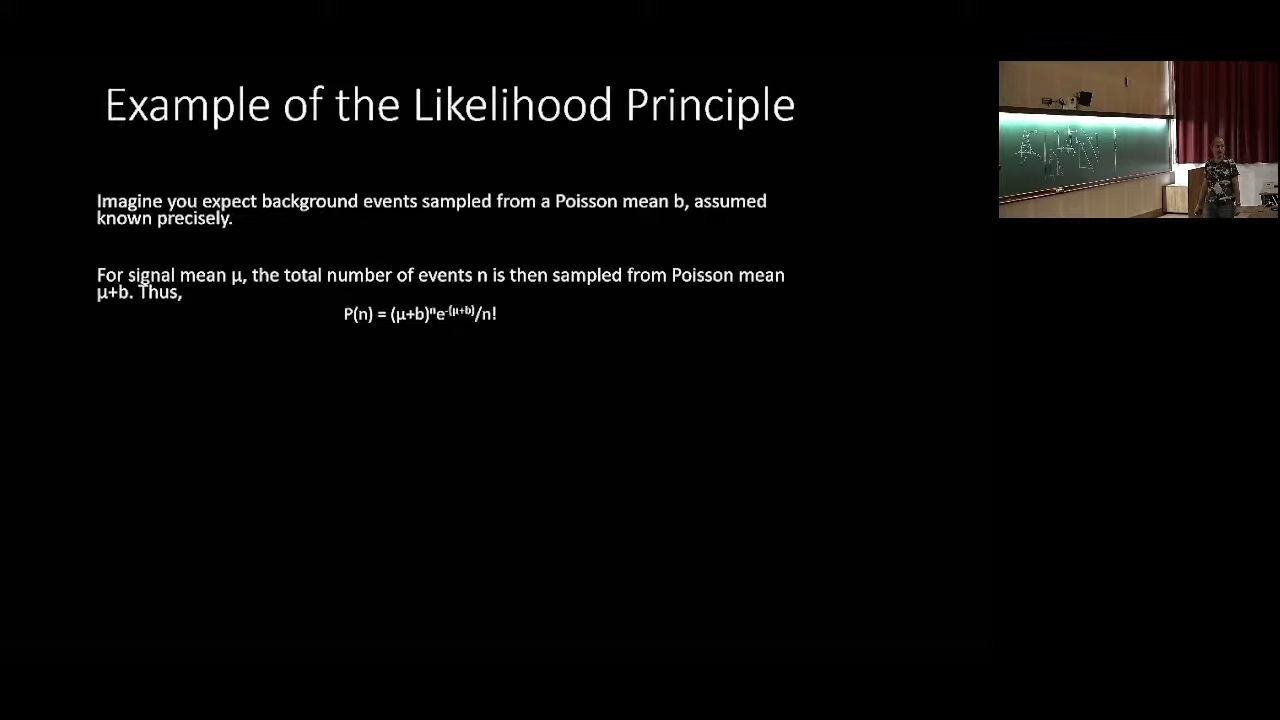 Example of the Likelihood Principle
Imagine you expect background events sampled from a Poisson mean b, assumed
known precisely.
For signal mean μ, the total number of events n is then sampled from Poisson mean
μ+b. Thus,
P(n) = (μ+b)ⁿe⁻⁽μ⁺ᵇ⁾/n!